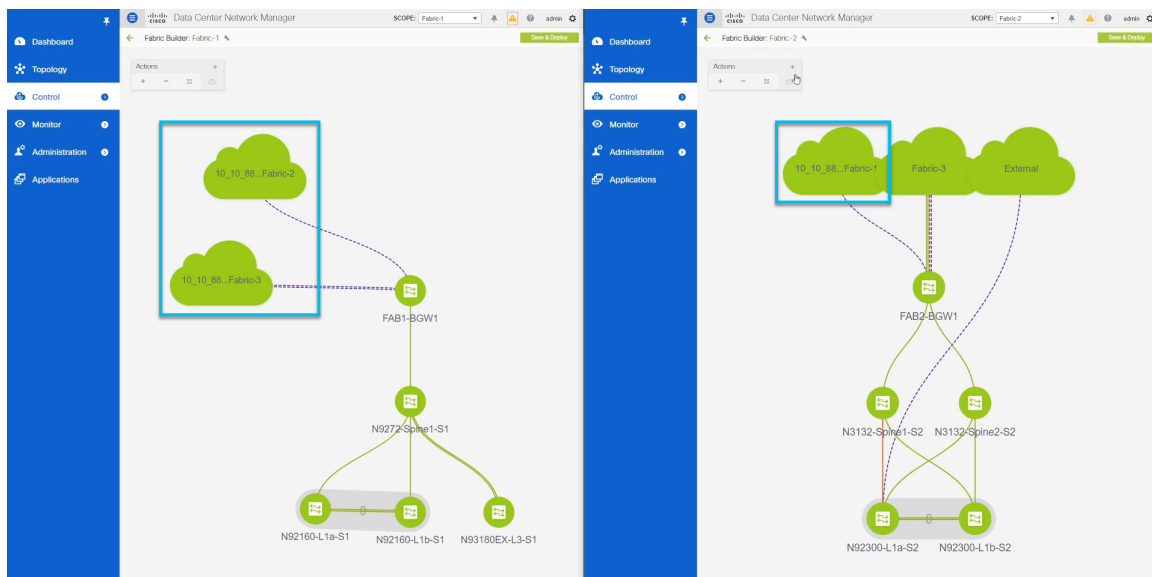 cisco Data Center Network Manager SCOPE: Fabric-1 admin
Fabric Builder: Fabric-1 Save & Deploy
Dashboard
Topology
Control
Monitor
Administration
Applications
Actions
10_10_88...Fabric-2
10_10_88...Fabric-3
FAB1-BGW1
N9272-Spine1-S1
N92160-L1a-S1 N92160-L1b-S1 N93180EX-L3-S1
cisco Data Center Network Manager SCOPE: Fabric-2 admin
Fabric Builder: Fabric-2 Save & Deploy
Dashboard
Topology
Control
Monitor
Administration
Applications
Actions
10_10_88...Fabric-1 Fabric-3 External
FAB2-BGW1
N3132-Spine1-S2 N3132-Spine2-S2
N92300-L1a-S2 N92300-L1b-S2